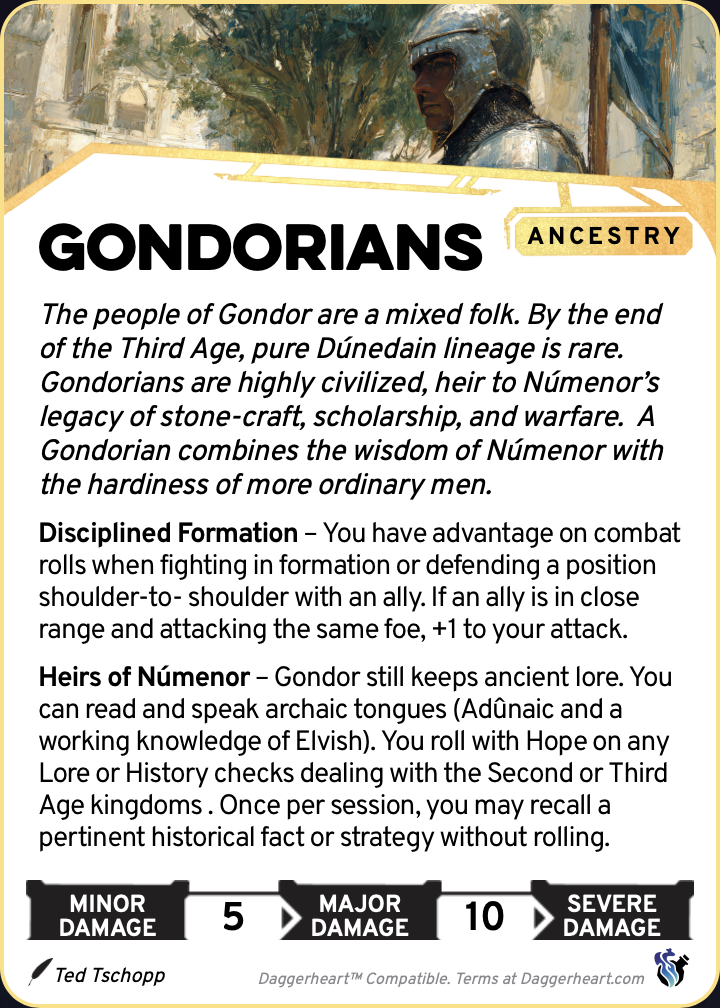 GONDORIANS
ANCESTRY
The people of Gondor are a mixed folk. By the end
of the Third Age, pure Dúnedain lineage is rare.
Gondorians are highly civilized, heir to Númenor’s
legacy of stone-craft, scholarship, and warfare.  A
Gondorian combines the wisdom of Númenor with
the hardiness of more ordinary men.
Disciplined Formation – You have advantage on combat
rolls when fighting in formation or defending a position
shoulder-to- shoulder with an ally. If an ally is in close
range and attacking the same foe, +1 to your attack.
Heirs of Númenor – Gondor still keeps ancient lore. You
can read and speak archaic tongues (Adûnaic and a
working knowledge of Elvish). You roll with Hope on any
Lore or History checks dealing with the Second or Third
Age kingdoms . Once per session, you may recall a
pertinent historical fact or strategy without rolling.
MINOR
DAMAGE
5
MAJOR
DAMAGE
10
SEVERE
DAMAGE
Ted Tschopp
Daggerheart™ Compatible. Terms at Daggerheart.com